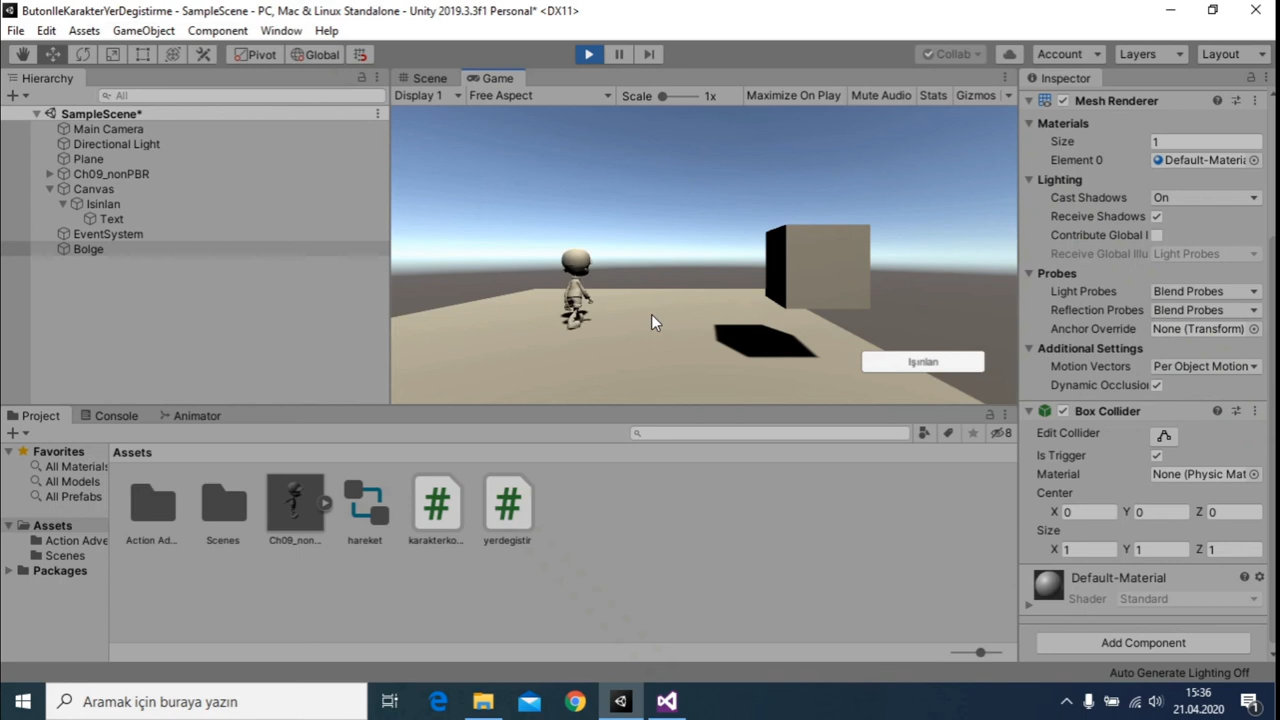 ButonIleKarakterYerDegistirme - SampleScene - PC, Mac & Linux Standalone - Unity 2019.3.3f1 Personal* <DX11>
File Edit Assets GameObject Component Window Help
Pivot Global Collab Account Layers Layout
Hierarchy
All
SampleScene*
Main Camera
Directional Light
Plane
Ch09_nonPBR
Canvas
Isinlan
Text
EventSystem
Bolge
Scene Game
Display 1 Free Aspect Scale 1x Maximize On Play Mute Audio Stats Gizmos
Işınlan
Inspector
Mesh Renderer
Materials
Size 1
Element 0 Default-Materia
Lighting
Cast Shadows On
Receive Shadows
Contribute Global I
Receive Global Illu Light Probes
Probes
Light Probes Blend Probes
Reflection Probes Blend Probes
Anchor Override None (Transform)
Additional Settings
Motion Vectors Per Object Motion
Dynamic Occlusion
Box Collider
Edit Collider
Is Trigger
Material None (Physic Mat
Center
X 0 Y 0 Z 0
Size
X 1 Y 1 Z 1
Default-Material
Shader Standard
Add Component
Auto Generate Lighting Off
Project Console Animator
8
Favorites
All Materials
All Models
All Prefabs
Assets
Action Adve
Scenes
Packages
Assets
Action Ad... Scenes Ch09_non... hareket karakterko... yerdegistir
Aramak için buraya yazın
15:36
21.04.2020
1